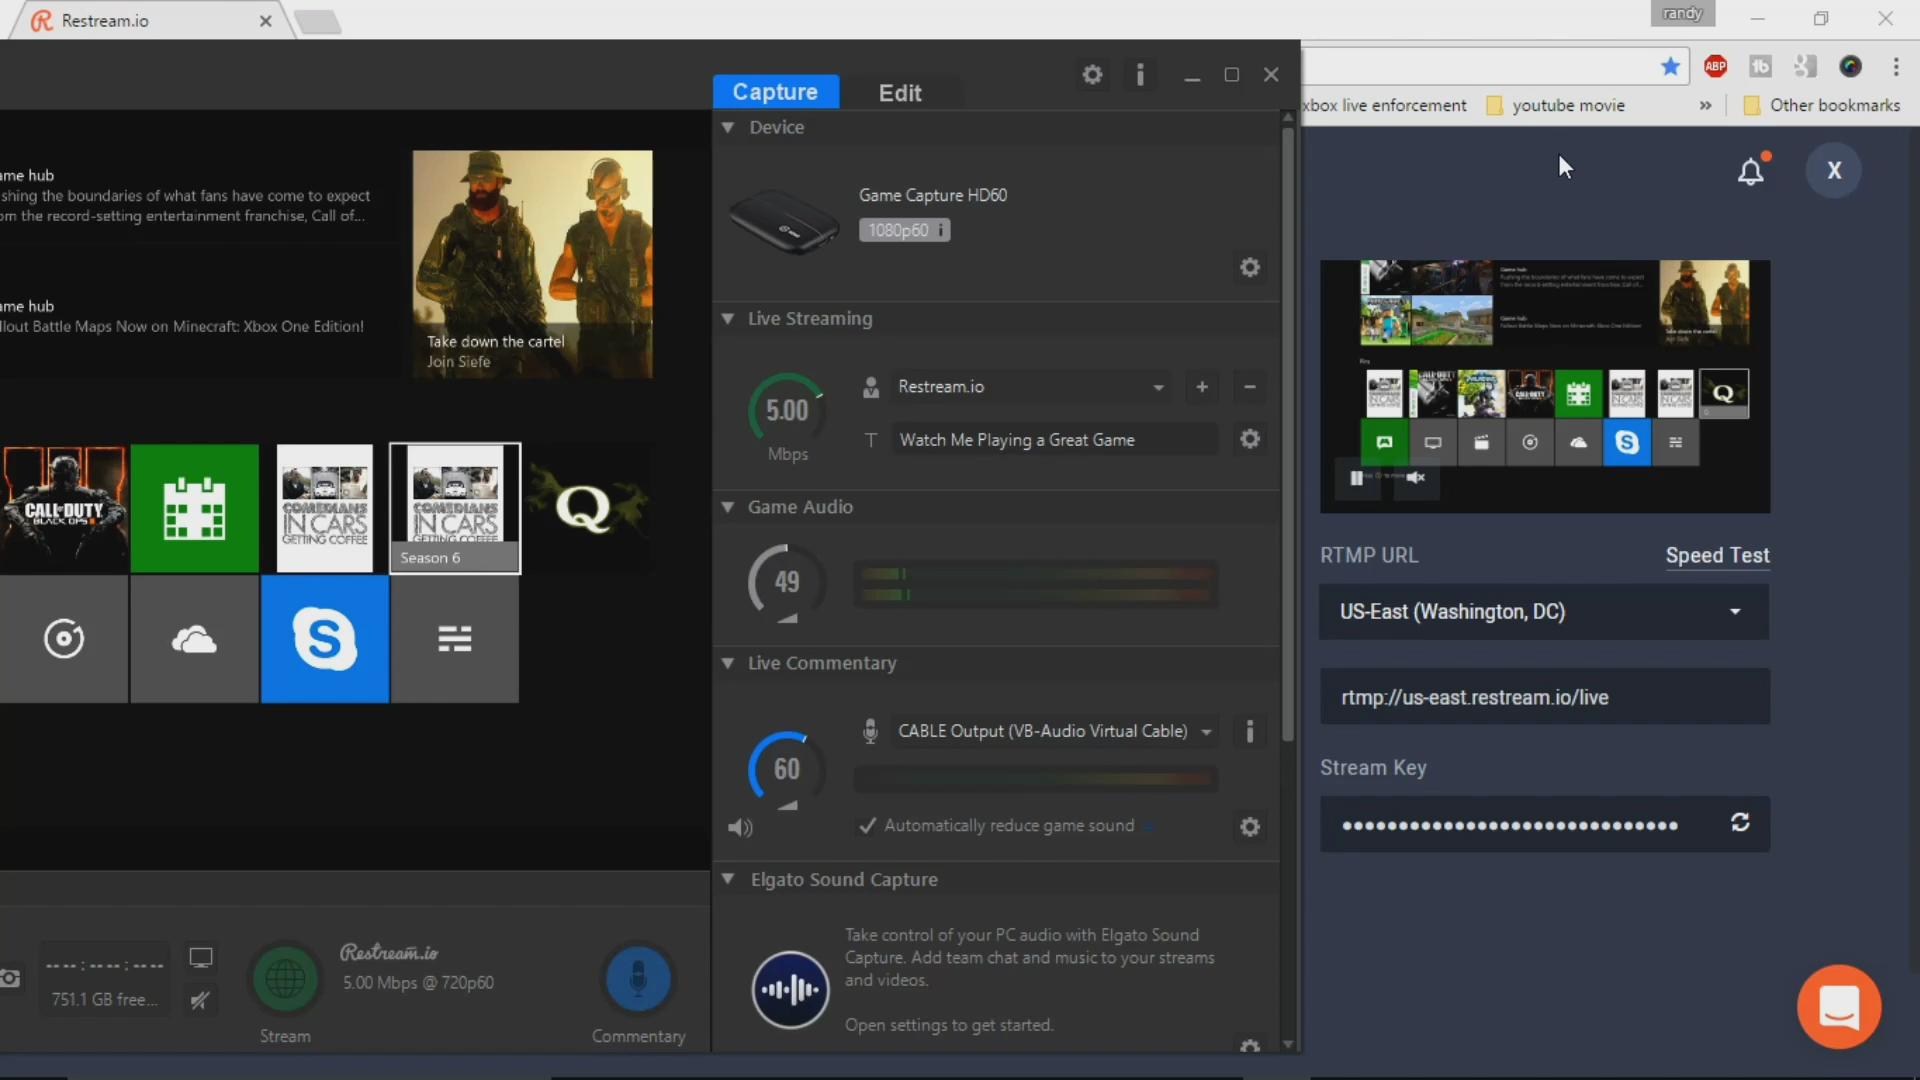 Restream.io
randy
ABP
xbox live enforcement
youtube movie
»
Other bookmarks
Capture
Edit
Device
Game Capture HD60
1080p60 i
Live Streaming
5.00
Mbps
Restream.io
Watch Me Playing a Great Game
Game Audio
49
Live Commentary
60
CABLE Output (VB-Audio Virtual Cable)
Automatically reduce game sound
Elgato Sound Capture
Take control of your PC audio with Elgato Sound
Capture. Add team chat and music to your streams
and videos.
Open settings to get started.
ame hub
shing the boundaries of what fans have come to expect
om the record-setting entertainment franchise, Call of...
ame hub
llout Battle Maps Now on Minecraft: Xbox One Edition!
Take down the cartel
Join Siefe
CALL OF DUTY
BLACK OPS
COMEDIANS
IN CARS
GETTING COFFEE
COMEDIANS
IN CARS
GETTING COFFEE
Season 6
Q
S
--- : --- : ---
751.1 GB free...
Stream
Restream.io
5.00 Mbps @ 720p60
Commentary
X
RTMP URL
Speed Test
US-East (Washington, DC)
rtmp://us-east.restream.io/live
Stream Key